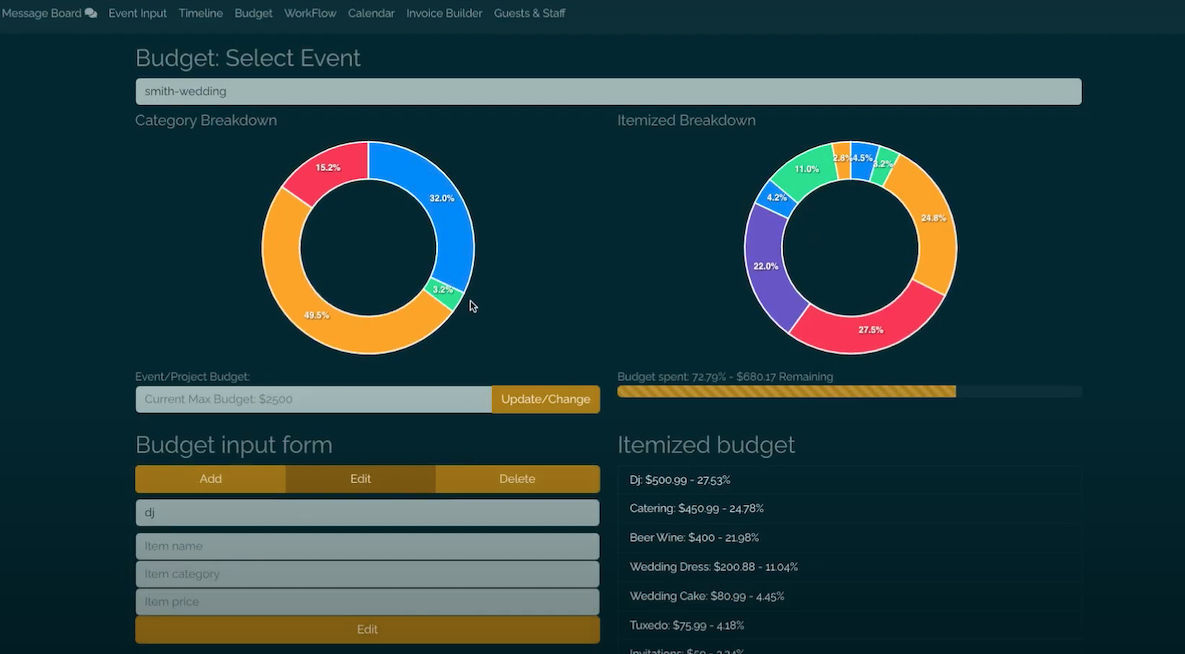 Message Board Event Input Timeline Budget WorkFlow Calendar Invoice Builder Guests & Staff
Budget: Select Event
smith-wedding
Category Breakdown
15.2%
32.0%
3.2%
49.5%
Itemized Breakdown
2.8%
4.5%
3.2%
11.0%
4.2%
24.8%
22.0%
27.5%
Event/Project Budget:
Current Max Budget: $2500 Update/Change
Budget spent: 72.79% - $680.17 Remaining
Budget input form
Add Edit Delete
dj
Item name
Item category
Item price
Edit
Itemized budget
Dj: $500.99 - 27.53%
Catering: $450.99 - 24.78%
Beer Wine: $400 - 21.98%
Wedding Dress: $200.88 - 11.04%
Wedding Cake: $80.99 - 4.45%
Tuxedo: $75.99 - 4.18%
Invitations: